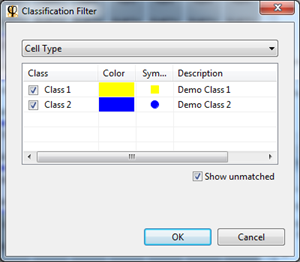 Classification Filter
Cell Type
Class Color Sym... Description
Class 1 Demo Class 1
Class 2 Demo Class 2
Show unmatched
OK Cancel